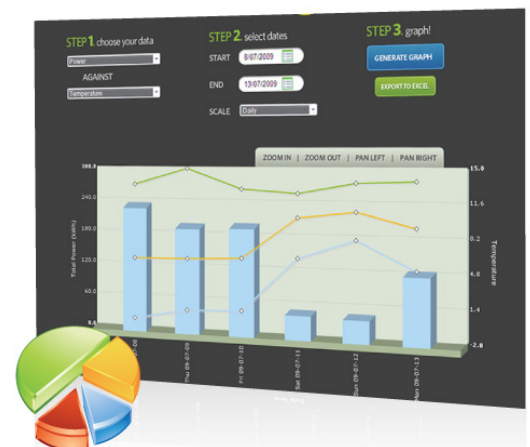 STEP 1. choose your data
Power
AGAINST
Temperature
STEP 2. select dates
START 8/07/2009
END 13/07/2009
SCALE Daily
STEP 3. graph!
GENERATE GRAPH
EXPORT TO EXCEL
ZOOM IN | ZOOM OUT | PAN LEFT | PAN RIGHT
300.0
240.0
180.0
120.0
60.0
0.0
Total Power (kWh)
15.0
11.6
8.2
4.8
1.4
-2.0
Temperature
-07-08
Thu 09-07-09
Fri 09-07-10
Sat 09-07-11
Sun 09-07-12
Mon 09-07-13